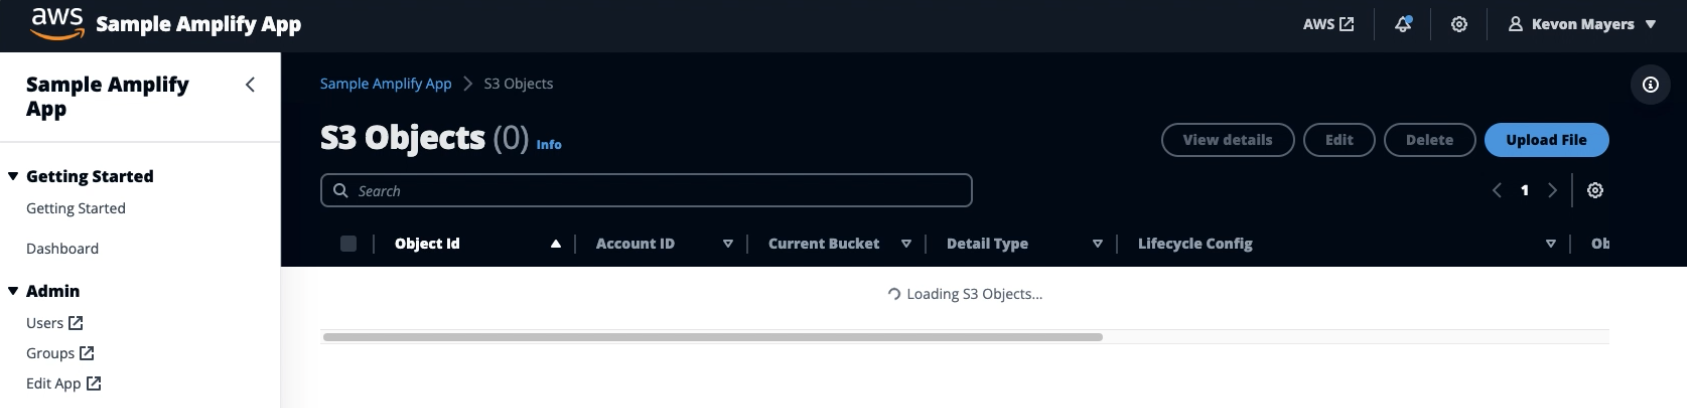 aws Sample Amplify App
AWS
Kevon Mayers
Sample Amplify
App
Getting Started
Getting Started
Dashboard
Admin
Users
Groups
Edit App
Sample Amplify App > S3 Objects
S3 Objects (0) Info
View details
Edit
Delete
Upload File
Search
1
Object Id
Account ID
Current Bucket
Detail Type
Lifecycle Config
Loading S3 Objects...